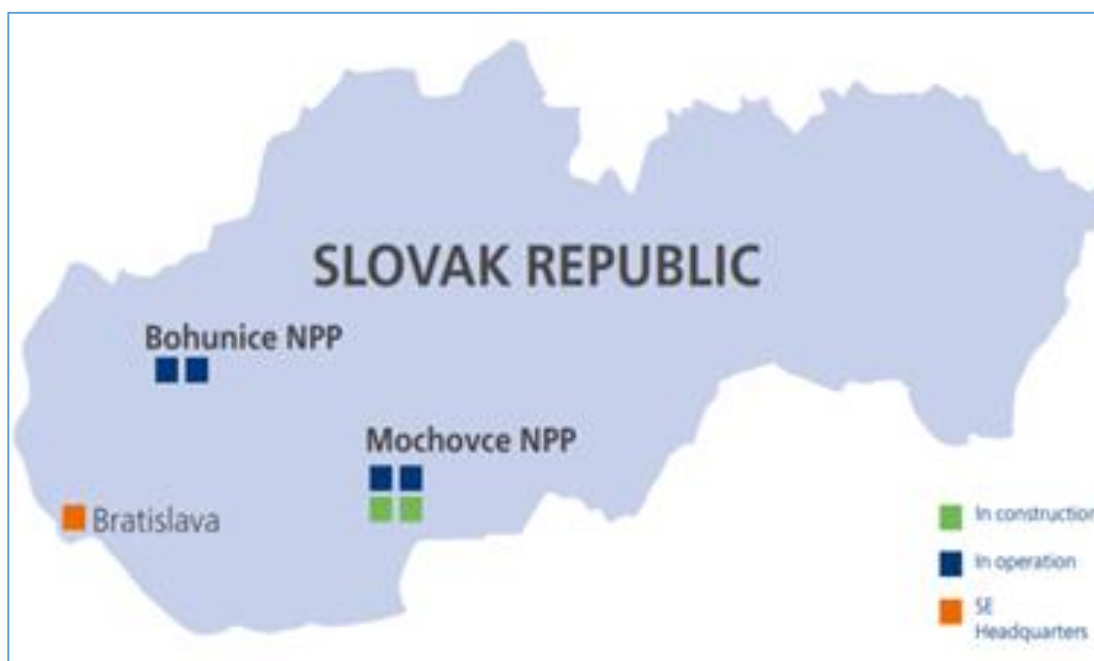 SLOVAK REPUBLIC
Bohunice NPP
Mochovce NPP
Bratislava
In construction
In operation
SE
Headquarters